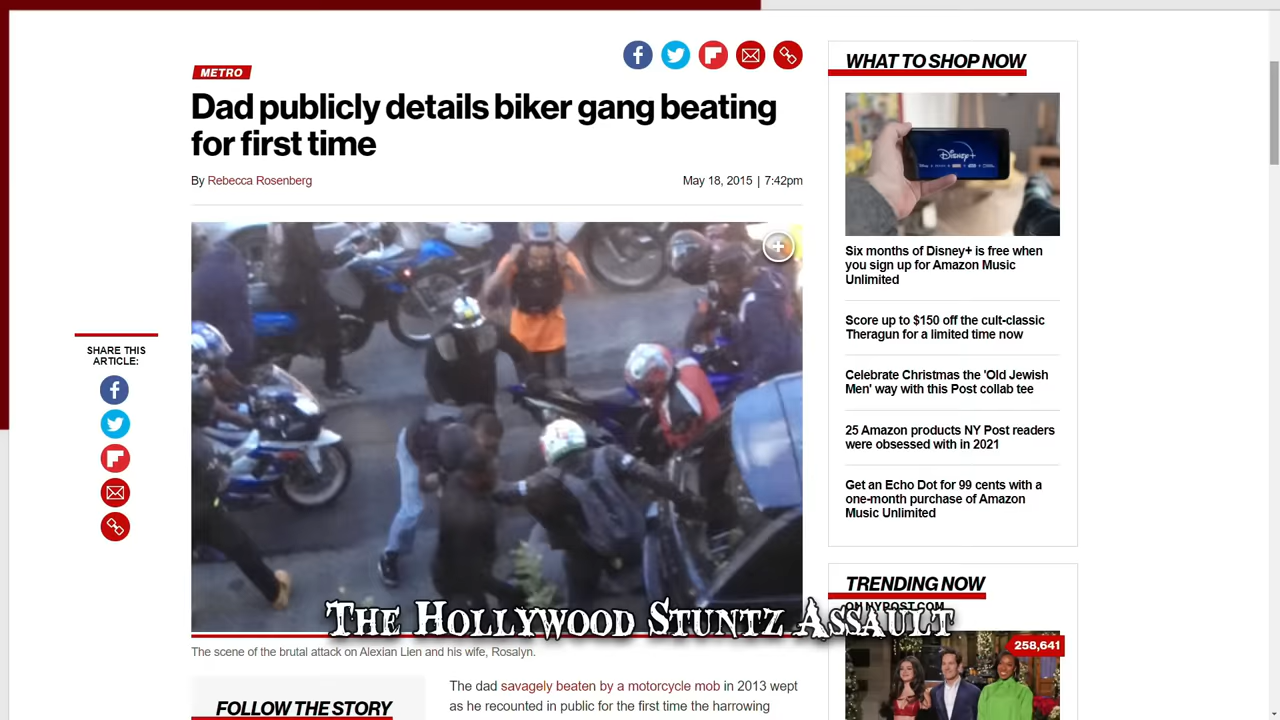 METRO
Dad publicly details biker gang beating
for first time
By Rebecca Rosenberg
May 18, 2015 | 7:42pm
SHARE THIS
ARTICLE:
The Hollywood Stuntz Assault
The scene of the brutal attack on Alexian Lien and his wife, Rosalyn.
FOLLOW THE STORY
The dad savagely beaten by a motorcycle mob in 2013 wept
as he recounted in public for the first time the harrowing
WHAT TO SHOP NOW
Disney+
Six months of Disney+ is free when
you sign up for Amazon Music
Unlimited
Score up to $150 off the cult-classic
Theragun for a limited time now
Celebrate Christmas the 'Old Jewish
Men' way with this Post collab tee
25 Amazon products NY Post readers
were obsessed with in 2021
Get an Echo Dot for 99 cents with a
one-month purchase of Amazon
Music Unlimited
TRENDING NOW
ON NYPOST.COM
258,641